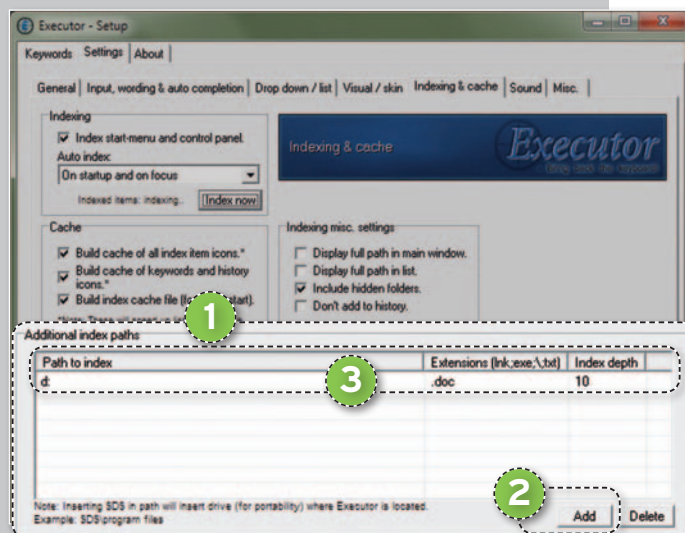 Executor - Setup
Keywords Settings About
General Input, wording & auto completion Drop down / list Visual / skin Indexing & cache Sound Misc.
Indexing
Index start-menu and control panel.
Auto index:
On startup and on focus
Indexed items: indexing.. Index now
Indexing & cache
Executor
Cache
Build cache of all index item icons.*
Build cache of keywords and history
icons.*
Build index cache file
Indexing misc. settings
Display full path in main window.
Display full path in list.
Include hidden folders.
Don't add to history.
1
Additional index paths
Path to index Extensions (lnk;exe;\;txt) Index depth
d: .doc 10
3
Note: Inserting $D$ in path will insert drive (for portability) where Executor is located.
Example: $D$\program files
2
Add Delete